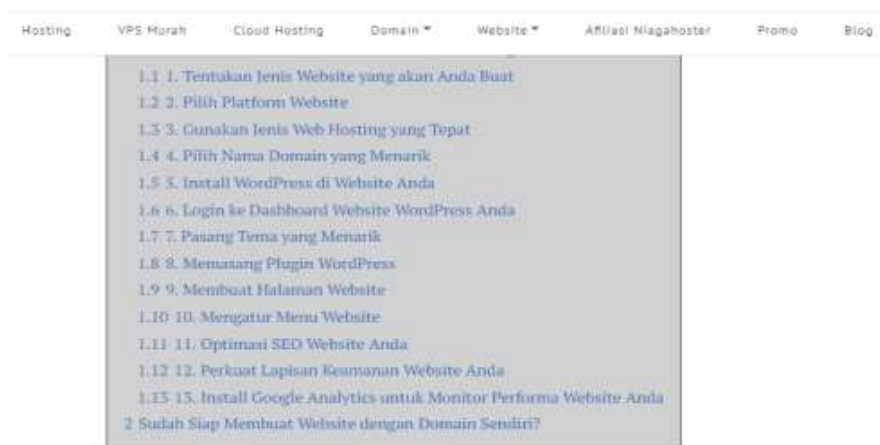 Hosting VPS Murah Cloud Hosting Domain Website Afiliasi Niagahoster Promo Blog
1.1 1. Tentukan Jenis Website yang akan Anda Buat
1.2 2. Pilih Platform Website
1.3 3. Gunakan Jenis Web Hosting yang Tepat
1.4 4. Pilih Nama Domain yang Menarik
1.5 5. Install WordPress di Website Anda
1.6 6. Login ke Dashboard Website WordPress Anda
1.7 7. Pasang Tema yang Menarik
1.8 8. Memasang Plugin WordPress
1.9 9. Membuat Halaman Website
1.10 10. Mengatur Menu Website
1.11 11. Optimasi SEO Website Anda
1.12 12. Perkuat Lapisan Keamanan Website Anda
1.13 13. Install Google Analytics untuk Monitor Performa Website Anda
2 Sudah Siap Membuat Website dengan Domain Sendiri?